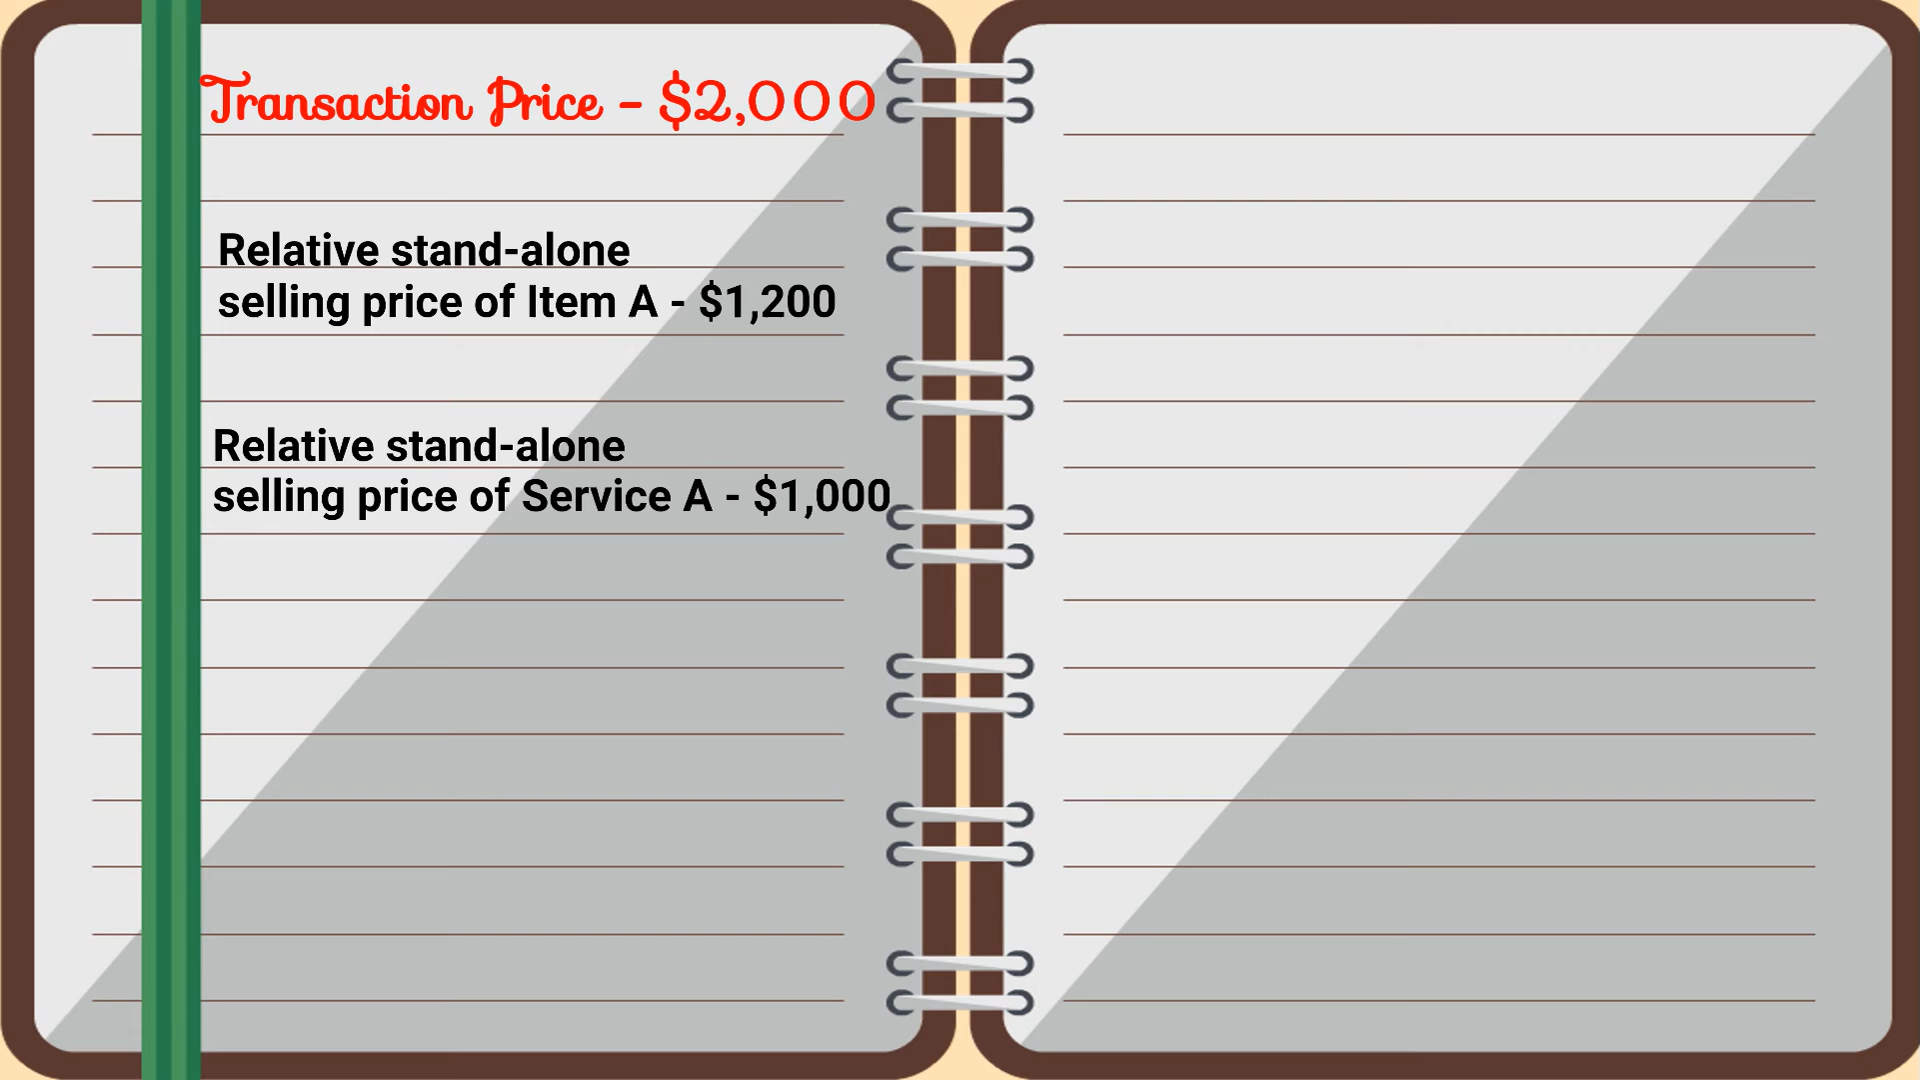 Transaction Price - $2,000
Relative stand-alone
selling price of Item A - $1,200
Relative stand-alone
selling price of Service A - $1,000